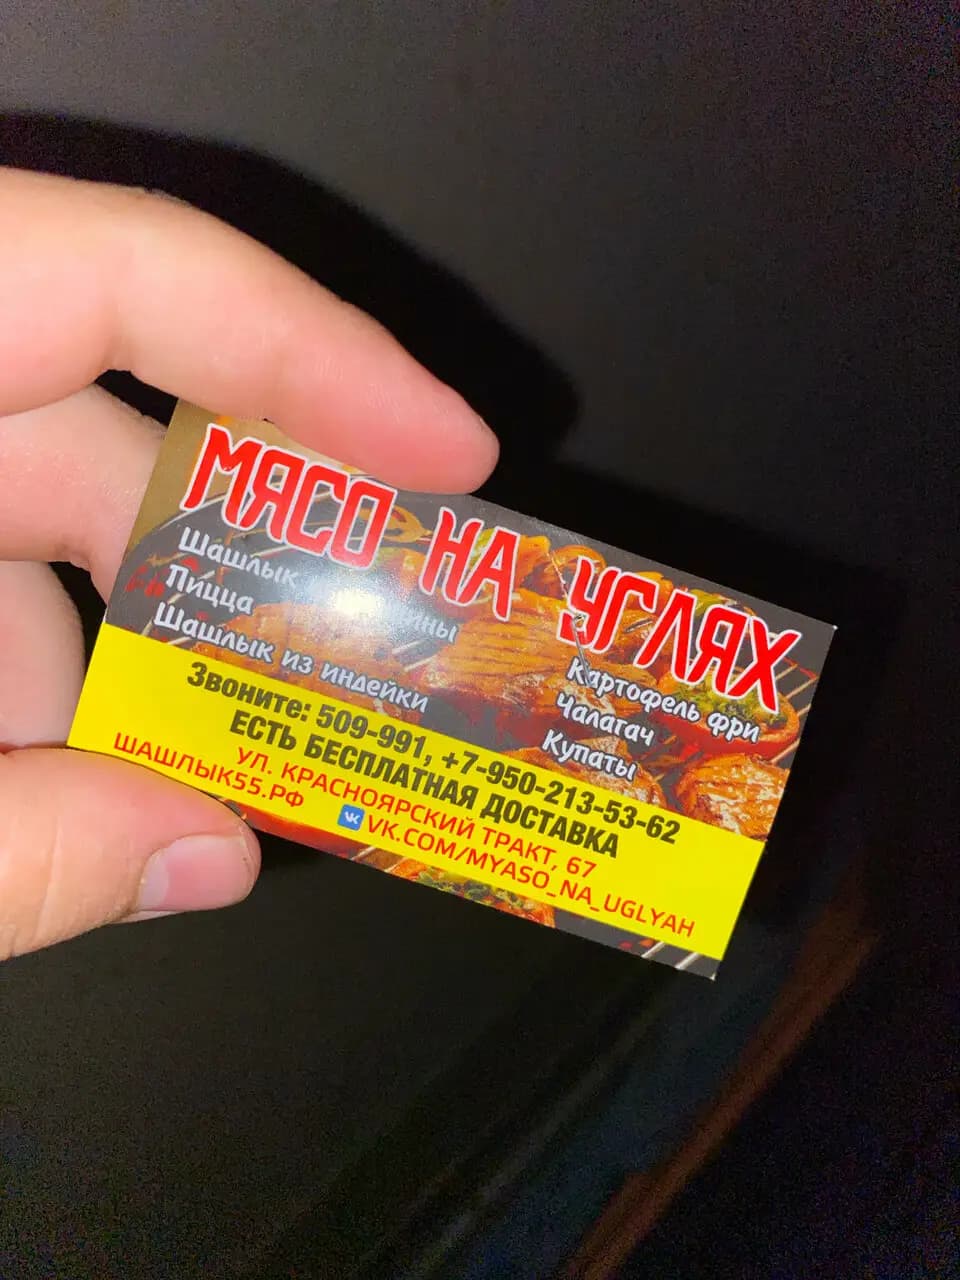 МЯСО НА УГЛЯХ
Шашлык
Пицца
Шашлык из индейки
Картофель фри
Чалагач
Купаты
Звоните: 509-991, +7-950-213-53-62
ЕСТЬ БЕСПЛАТНАЯ ДОСТАВКА
УЛ. КРАСНОЯРСКИЙ ТРАКТ, 67
ШАШЛЫК55.РФ
VK.COM/MYASO_NA_UGLYAH